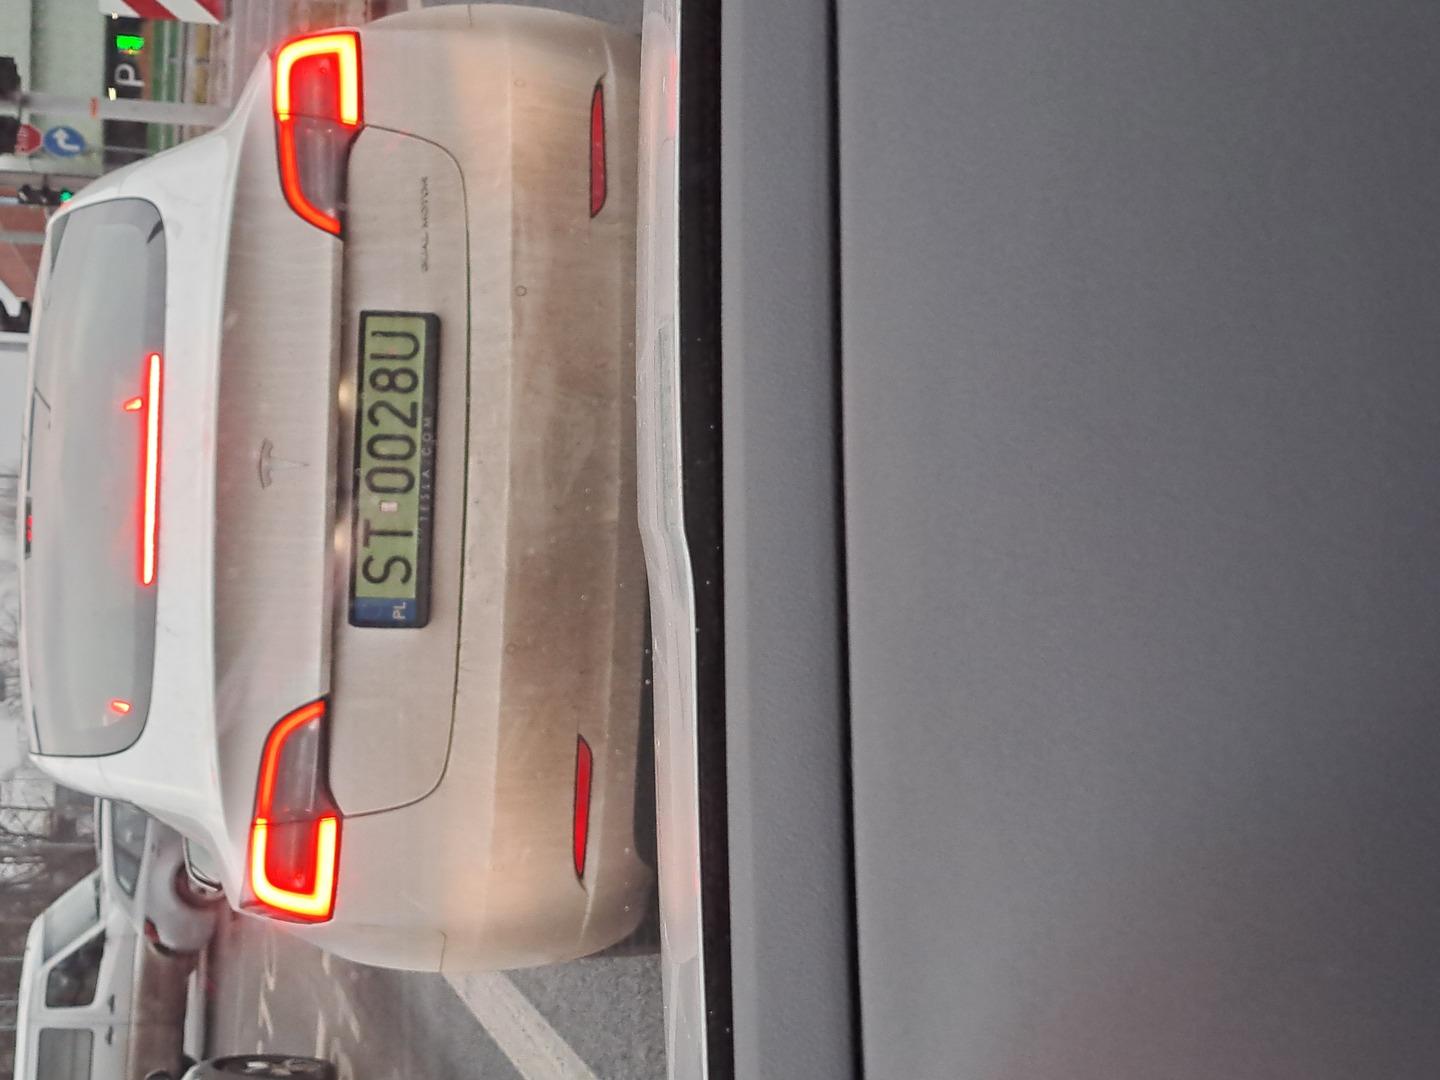 P
DUAL MOTOR
PL ST 0028U
TESLA.COM